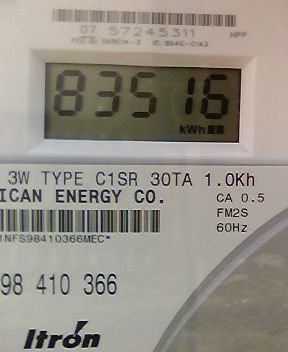 07 57245311 HPP
83516
kWh
3W TYPE C1SR 30TA 1.0Kh
ICAN ENERGY CO. CA 0.5
FM2S
60Hz
1NFS98410366MEC*
98 410 366
Itron